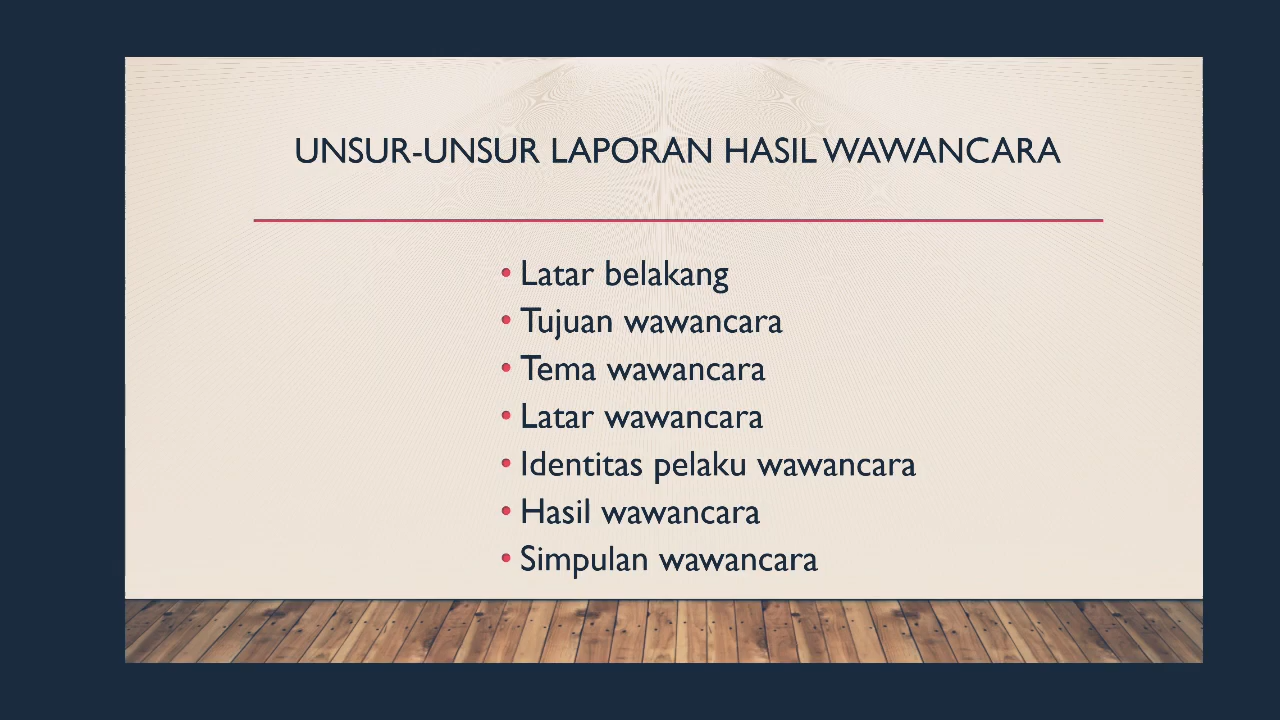 UNSUR-UNSUR LAPORAN HASIL WAWANCARA
• Latar belakang
• Tujuan wawancara
• Tema wawancara
• Latar wawancara
• Identitas pelaku wawancara
• Hasil wawancara
• Simpulan wawancara